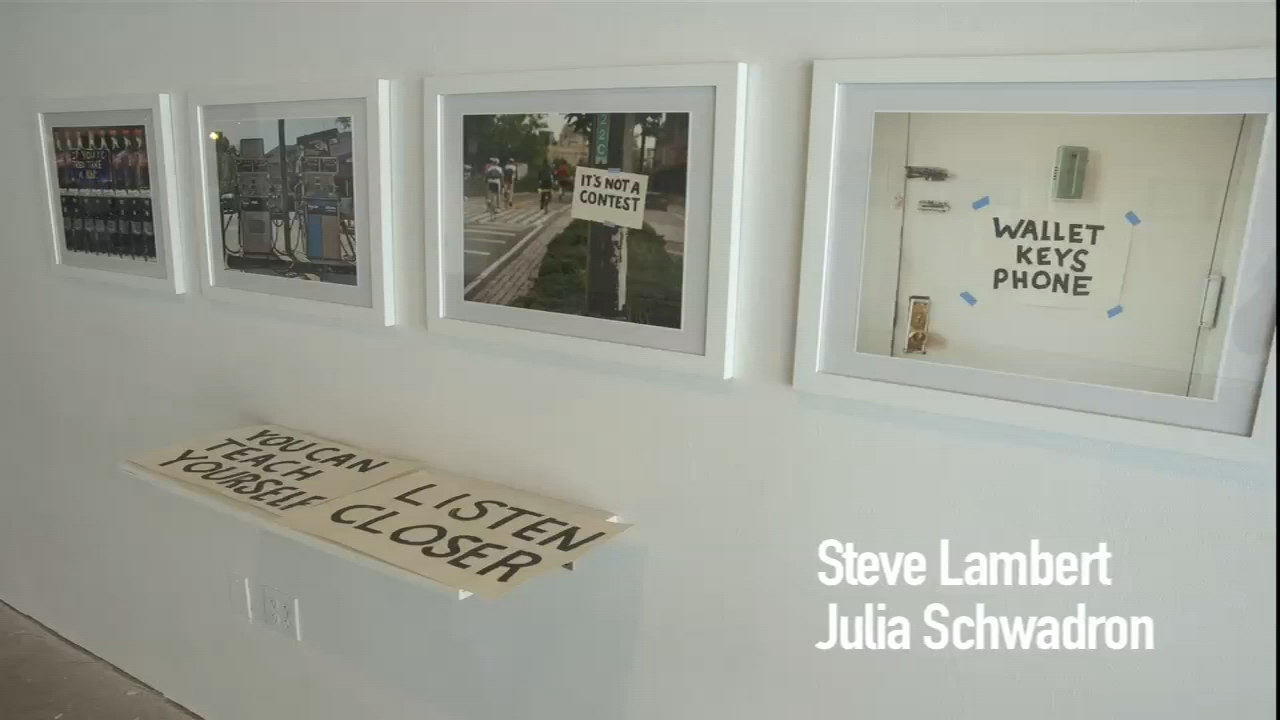 IT'S NOT A
CONTEST
WALLET
KEYS
PHONE
YOU CAN
TEACH
YOURSELF
LISTEN
CLOSER
Steve Lambert
Julia Schwadron